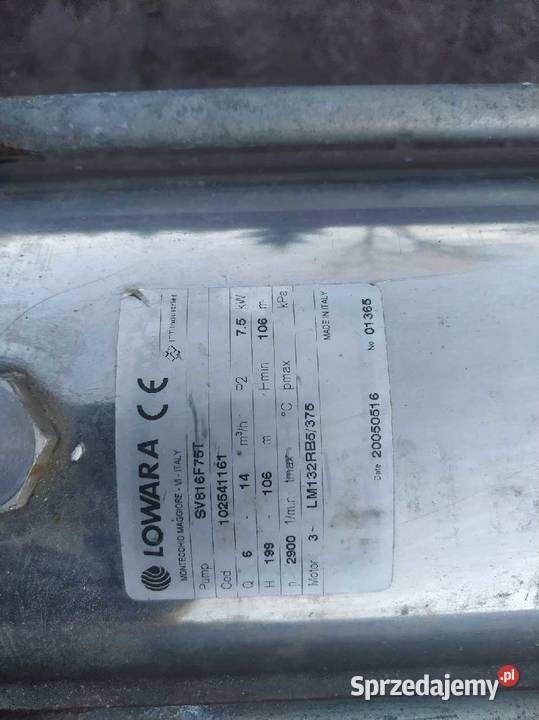 LOWARA CE ITT Industries
MONTECCHIO MAGGIORE - VI - ITALY
Pump SV816F75T
Cod 102541161
Q 6 - 14 m³/h P2 7.5 kW
H 199 - 106 m Hmin 106 m
n 2900 1/min tmax °C pmax kPa
Motor 3~ LM132RB5/375
MADE IN ITALY
Date 20050516 No 01365
Sprzedajemy.pl